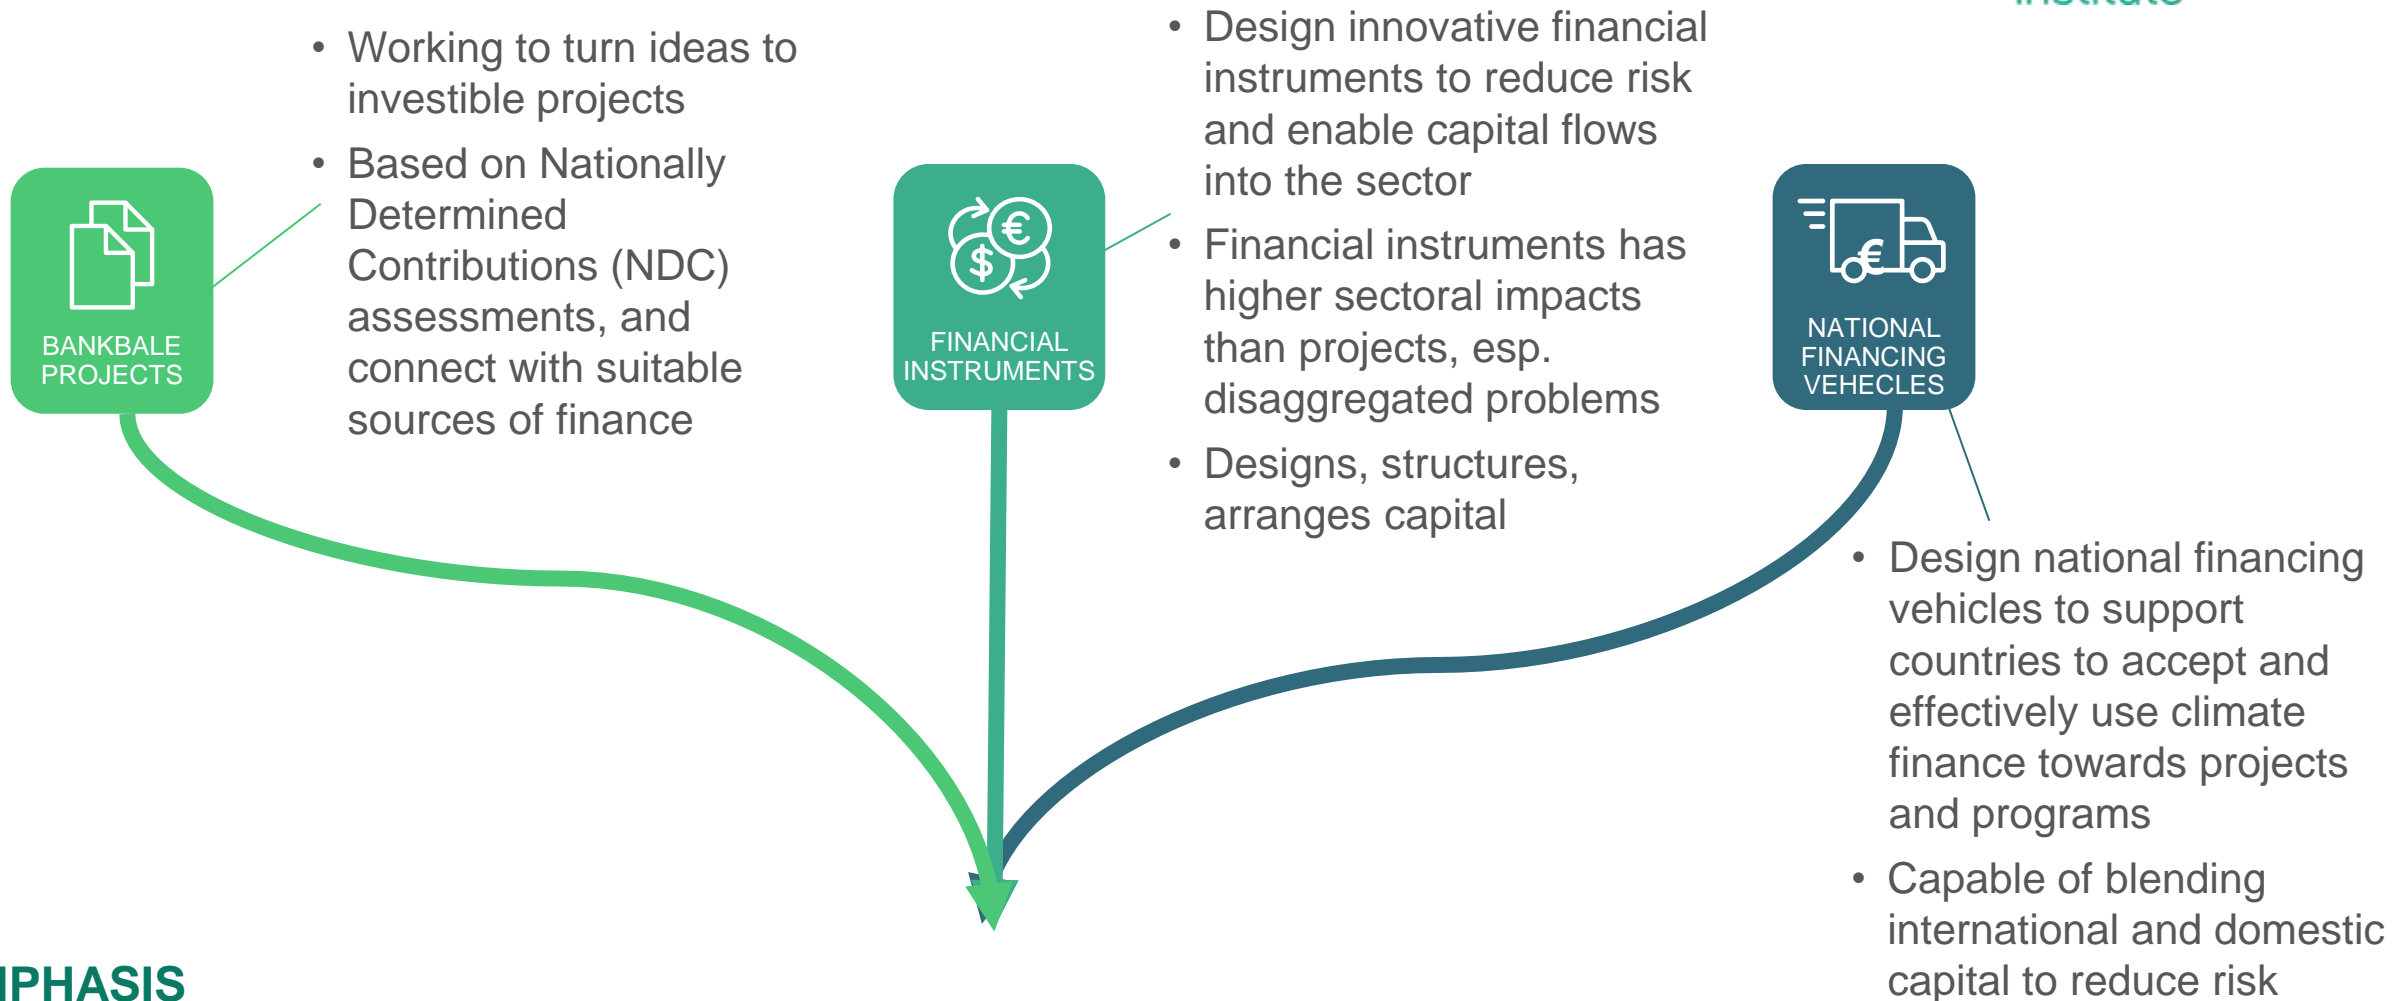 • Working to turn ideas to
investible projects
• Based on Nationally
Determined
Contributions (NDC)
assessments, and
connect with suitable
sources of finance
BANKBALE
PROJECTS
• Design innovative financial
instruments to reduce risk
and enable capital flows
into the sector
• Financial instruments has
higher sectoral impacts
than projects, esp.
disaggregated problems
• Designs, structures,
arranges capital
€
$
FINANCIAL
INSTRUMENTS
€
NATIONAL
FINANCING
VEHECLES
• Design national financing
vehicles to support
countries to accept and
effectively use climate
finance towards projects
and programs
• Capable of blending
international and domestic
capital to reduce risk